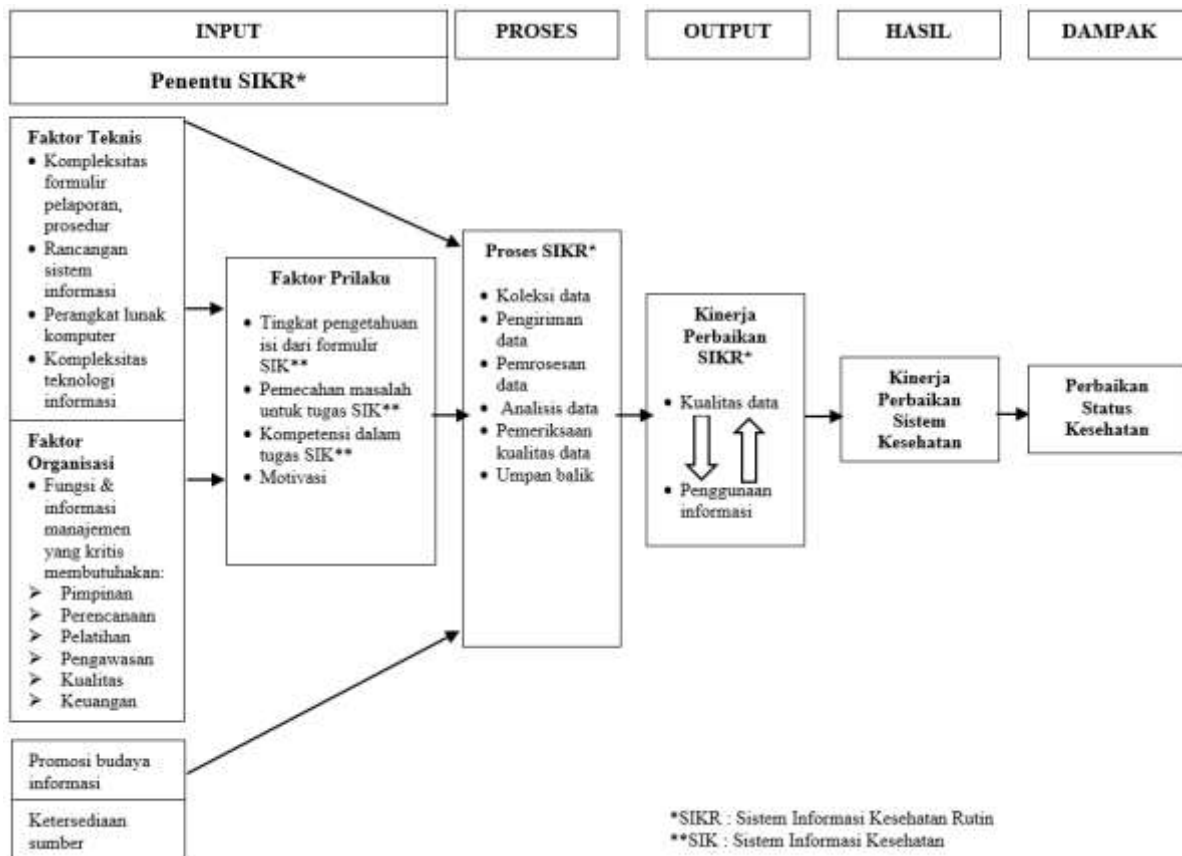 INPUT
PROSES
OUTPUT
HASIL
DAMPAK
Penentu SIKR*
Faktor Teknis
• Kompleksitas
formulir
pelaporan,
prosedur
• Rancangan
sistem
informasi
• Perangkat lunak
komputer
• Kompleksitas
teknologi
informasi
Faktor
Organisasi
• Fungsi &
informasi
manajemen
yang kritis
membutuhakan:
➢ Pimpinan
➢ Perencanaan
➢ Pelatihan
➢ Pengawasan
➢ Kualitas
➢ Keuangan
Promosi budaya
informasi
Ketersediaan
sumber
Faktor Prilaku
• Tingkat pengetahuan
isi dari formulir
SIK**
• Pemecahan masalah
untuk tugas SIK**
• Kompetensi dalam
tugas SIK**
• Motivasi
Proses SIKR*
• Koleksi data
• Pengiriman
data
• Pemrosesan
data
• Analisis data
• Pemeriksaan
kualitas data
• Umpan balik
Kinerja
Perbaikan
SIKR*
• Kualitas data
• Penggunaan
informasi
Kinerja
Perbaikan
Sistem
Kesehatan
Perbaikan
Status
Kesehatan
*SIKR : Sistem Informasi Kesehatan Rutin
**SIK : Sistem Informasi Kesehatan